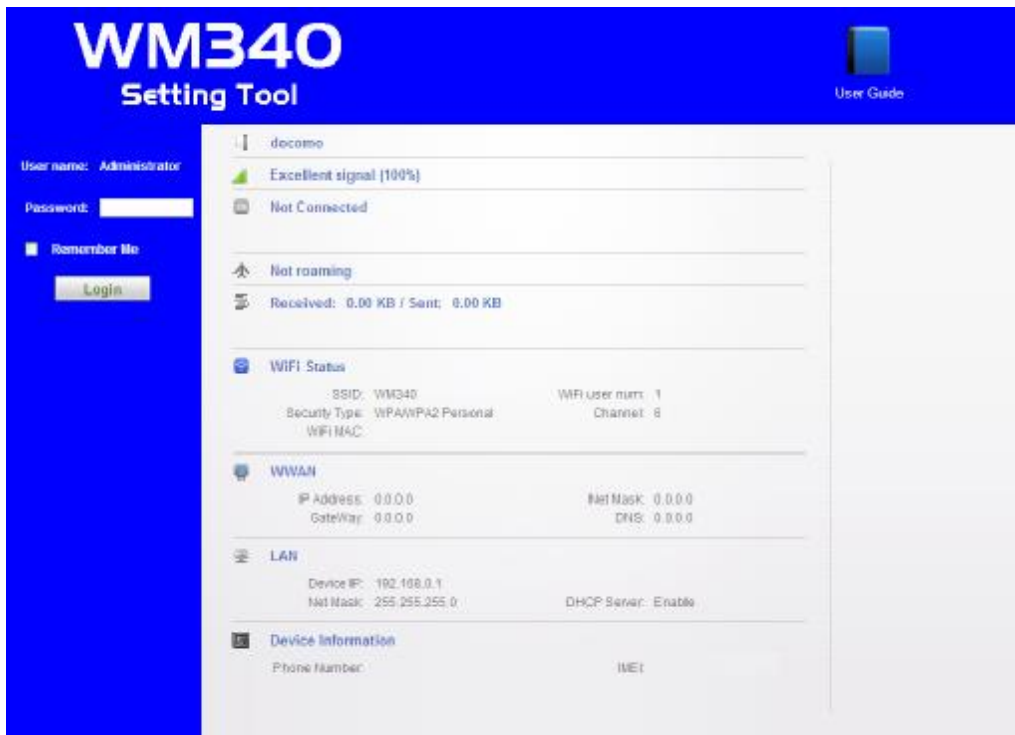 WM340
Setting Tool
User Guide
User name: Administrator
Password:
Remember Me
Login
docomo
Excellent signal (100%)
Not Connected
Not roaming
Received: 0.00 KB / Sent: 0.00 KB
WiFi Status
SSID: WM340 WiFi user num: 1
Security Type: WPA/WPA2 Personal Channel: 6
WiFi MAC:
WWAN
IP Address: 0.0.0.0 Net Mask: 0.0.0.0
GateWay: 0.0.0.0 DNS: 0.0.0.0
LAN
Device IP: 192.168.0.1
Net Mask: 255.255.255.0 DHCP Server: Enable
Device Information
Phone Number: IMEI: